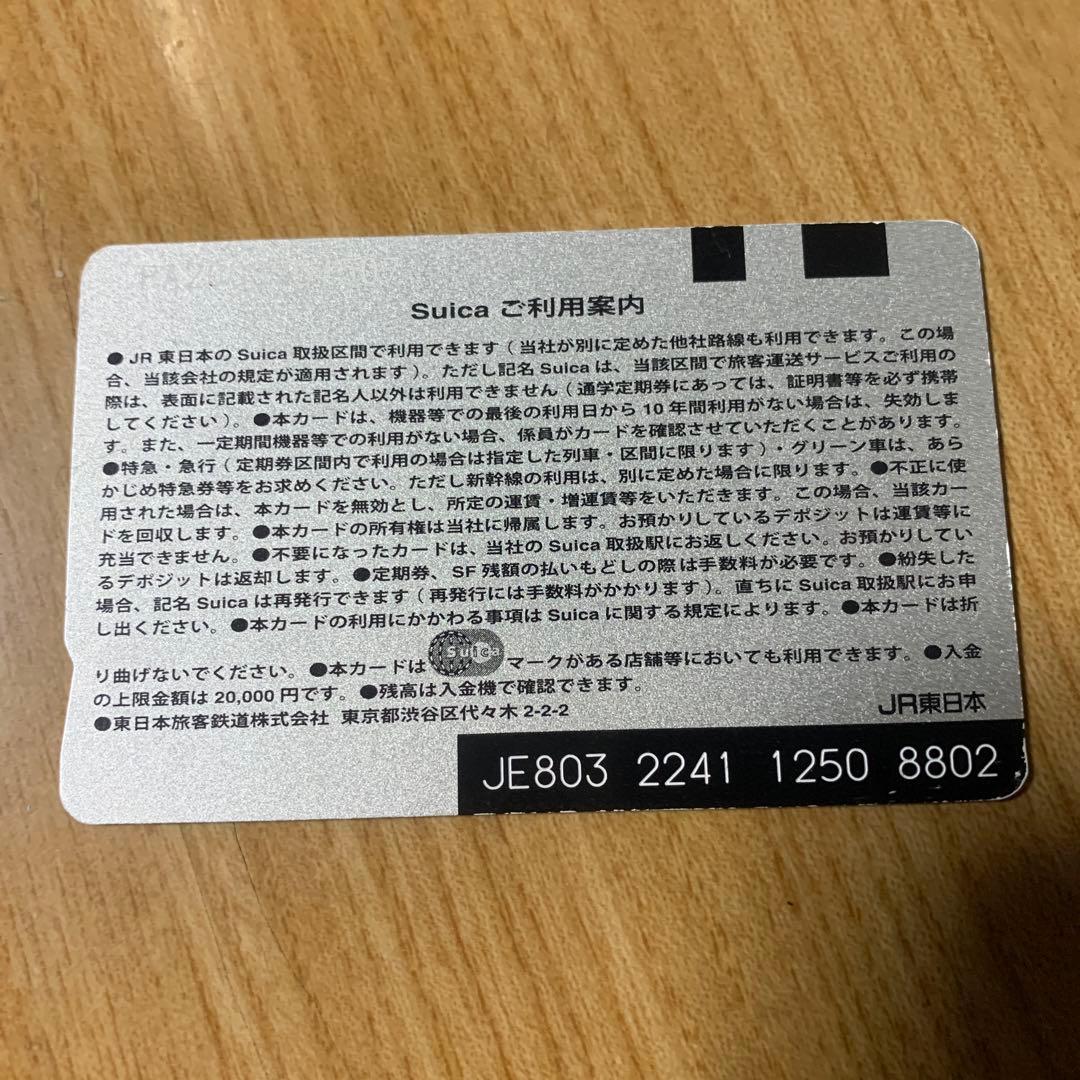 Suica ご利用案内
●JR東日本のSuica取扱区間で利用できます(当社が別に定めた他社路線も利用できます。この場
合、当該会社の規定が適用されます)。ただし記名Suicaは、当該区間で旅客運送サービスご利用の
際は、表面に記載された記名人以外は利用できません(通学定期券にあっては、証明書等を必ず携帯
してください)。●本カードは、機器等での最後の利用日から10年間利用がない場合は、失効しま
す。また、一定期間機器等での利用がない場合、係員がカードを確認させていただくことがあります。
●特急・急行(定期券区間内で利用の場合は指定した列車・区間に限ります)・グリーン車は、あら
かじめ特急券等をお求めください。ただし新幹線の利用は、別に定めた場合に限ります。●不正に使
用された場合は、本カードを無効とし、所定の運賃・増運賃等をいただきます。この場合、当該カー
ドを回収します。●本カードの所有権は当社に帰属します。お預かりしているデポジットは運賃等に
充当できません。●不要になったカードは、当社のSuica取扱駅にお返しください。お預かりしてい
るデポジットは返却します。●定期券、SF残額の払いもどしの際は手数料が必要です。●紛失した
場合、記名Suicaは再発行できます(再発行には手数料がかかります)。直ちにSuica取扱駅にお申
し出ください。●本カードの利用にかかわる事項はSuicaに関する規定によります。●本カードは折
り曲げないでください。●本カードは Suica マークがある店舗等においても利用できます。●入金
の上限金額は20,000円です。●残高は入金機で確認できます。
●東日本旅客鉄道株式会社 東京都渋谷区代々木2-2-2
JR東日本
JE803 2241 1250 8802